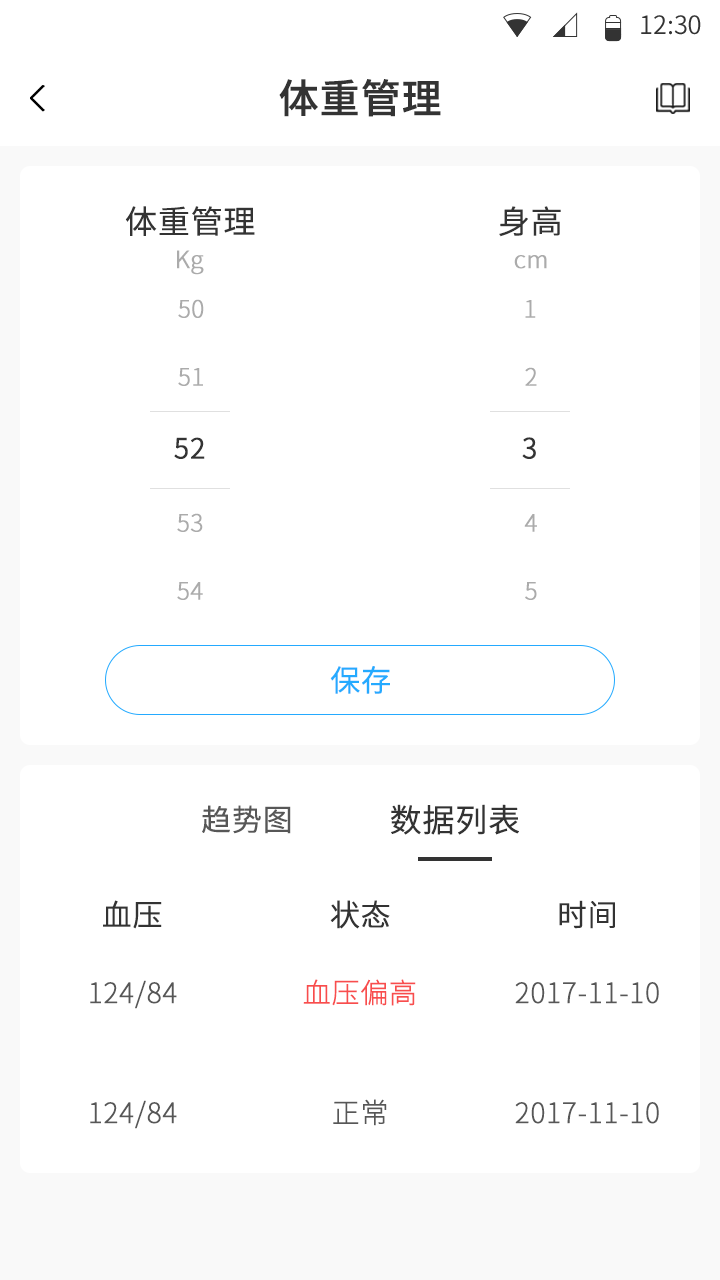 12:30
体重管理
体重管理 身高
Kg cm
50 1
51 2
52 3
53 4
54 5
保存
趋势图 数据列表
血压 状态 时间
124/84 血压偏高 2017-11-10
124/84 正常 2017-11-10